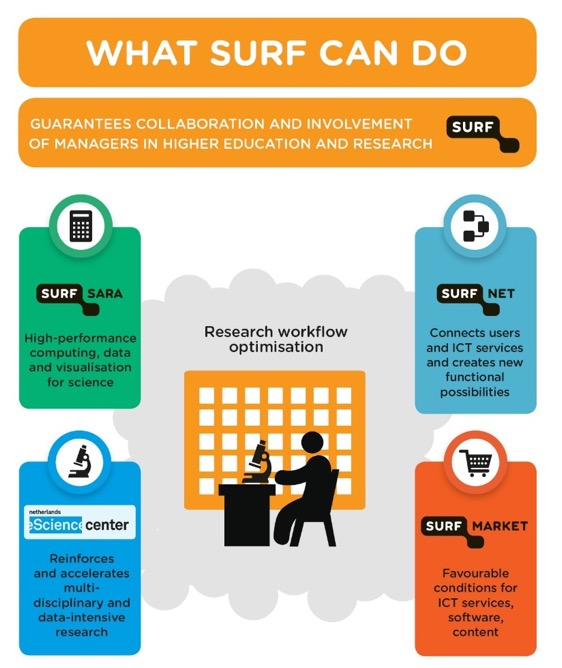 WHAT SURF CAN DO
GUARANTEES COLLABORATION AND INVOLVEMENT
OF MANAGERS IN HIGHER EDUCATION AND RESEARCH
SURF
SURF SARA
High-performance
computing, data
and visualisation
for science
SURF NET
Connects users
and ICT services
and creates new
functional
possibilities
Research workflow
optimisation
netherlands
eScience center
Reinforces
and accelerates
multi-
disciplinary and
data-intensive
research
SURF MARKET
Favourable
conditions for
ICT services,
software,
content